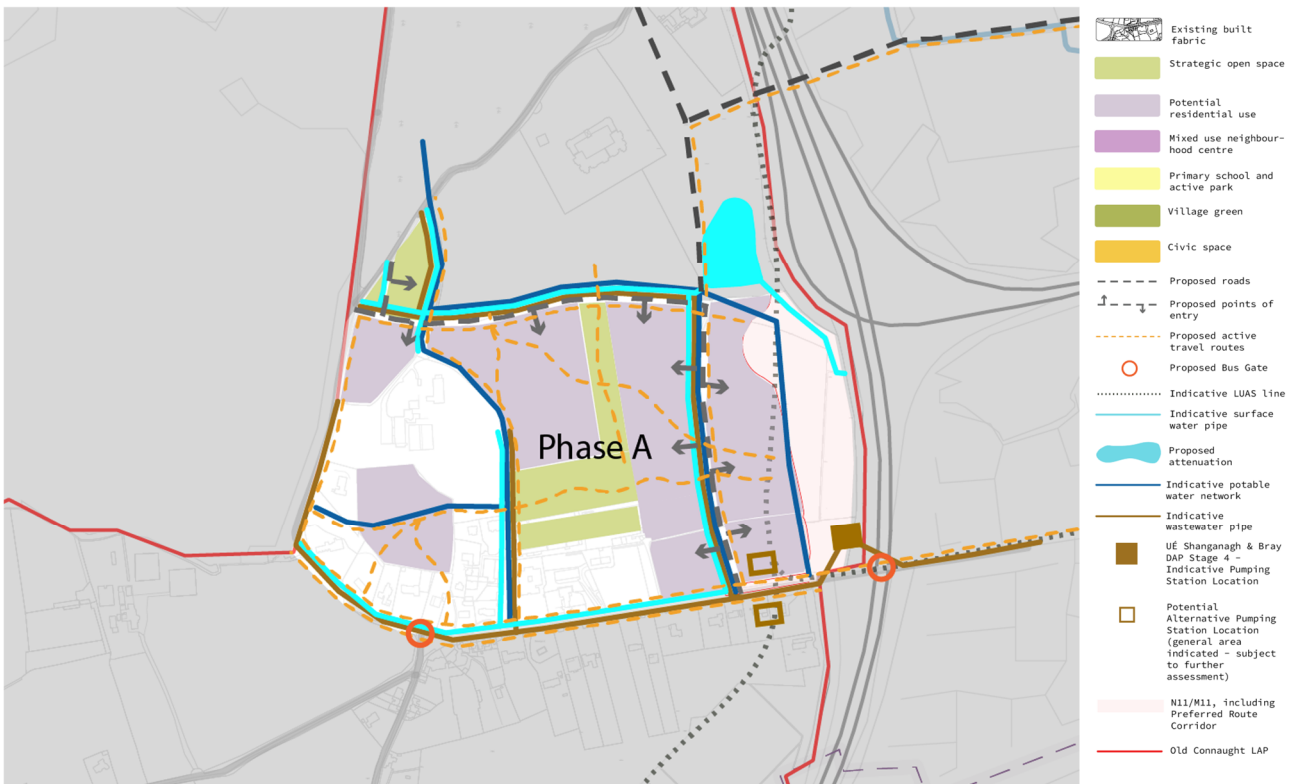 Phase A
Existing built
fabric
Strategic open space
Potential
residential use
Mixed use neighbour-
hood centre
Primary school and
active park
Village green
Civic space
Proposed roads
Proposed points of
entry
Proposed active
travel routes
Proposed Bus Gate
Indicative LUAS line
Indicative surface
water pipe
Proposed
attenuation
Indicative potable
water network
Indicative
wastewater pipe
UÉ Shanganagh & Bray
DAP Stage 4 –
Indicative Pumping
Station Location
Potential
Alternative Pumping
Station Location
(general area
indicated – subject
to further
assessment)
N11/M11, including
Preferred Route
Corridor
Old Connaught LAP